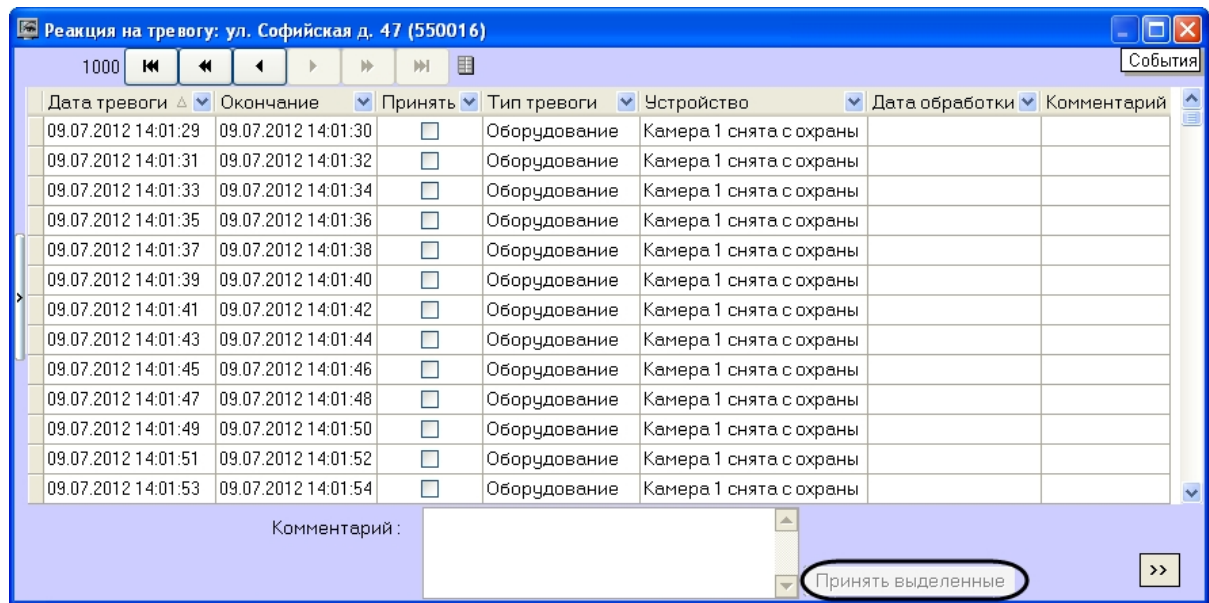 Реакция на тревогу: ул. Софийская д. 47 (550016)
1000
События
Дата тревоги Окончание Принять Тип тревоги Устройство Дата обработки Комментарий
09.07.2012 14:01:29 09.07.2012 14:01:30 Оборудование Камера 1 снята с охраны
09.07.2012 14:01:31 09.07.2012 14:01:32 Оборудование Камера 1 снята с охраны
09.07.2012 14:01:33 09.07.2012 14:01:34 Оборудование Камера 1 снята с охраны
09.07.2012 14:01:35 09.07.2012 14:01:36 Оборудование Камера 1 снята с охраны
09.07.2012 14:01:37 09.07.2012 14:01:38 Оборудование Камера 1 снята с охраны
09.07.2012 14:01:39 09.07.2012 14:01:40 Оборудование Камера 1 снята с охраны
09.07.2012 14:01:41 09.07.2012 14:01:42 Оборудование Камера 1 снята с охраны
09.07.2012 14:01:43 09.07.2012 14:01:44 Оборудование Камера 1 снята с охраны
09.07.2012 14:01:45 09.07.2012 14:01:46 Оборудование Камера 1 снята с охраны
09.07.2012 14:01:47 09.07.2012 14:01:48 Оборудование Камера 1 снята с охраны
09.07.2012 14:01:49 09.07.2012 14:01:50 Оборудование Камера 1 снята с охраны
09.07.2012 14:01:51 09.07.2012 14:01:52 Оборудование Камера 1 снята с охраны
09.07.2012 14:01:53 09.07.2012 14:01:54 Оборудование Камера 1 снята с охраны
Комментарий :
Принять выделенные
>>